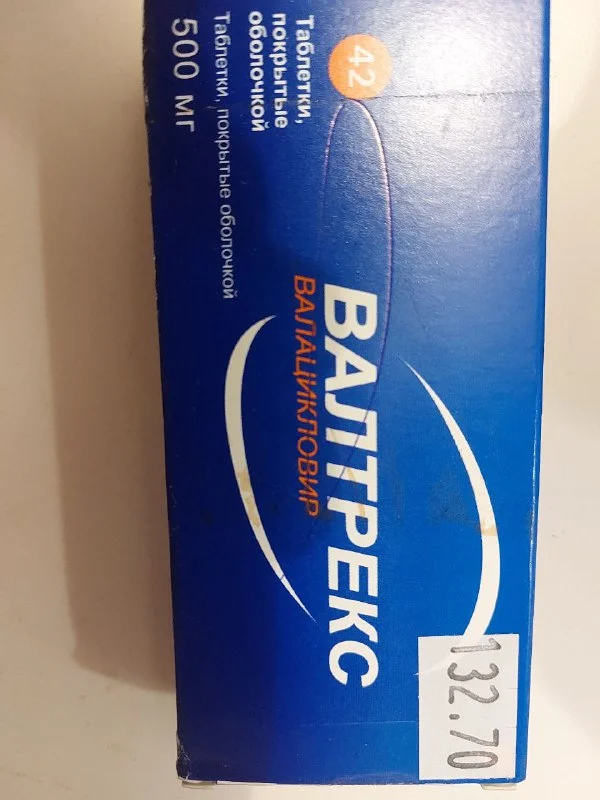 42
Таблетки,
покрытые
оболочкой
Таблетки, покрытые оболочкой
500 мг
ВАЛТРЕКС
ВАЛАЦИКЛОВИР
132.70